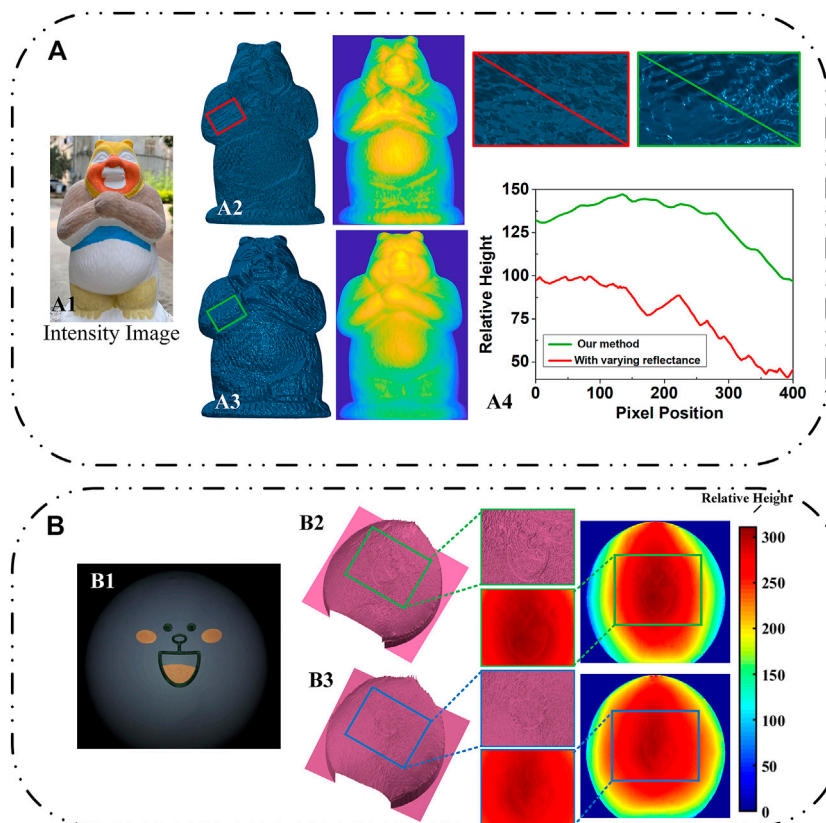 A
A1
Intensity Image
A2
A3
Relative Height
150
125
100
75
50
Our method
With varying reflectance
0
100
200
300
400
Pixel Position
A4
B
B1
B2
B3
Relative Height
300
250
200
150
100
50
0